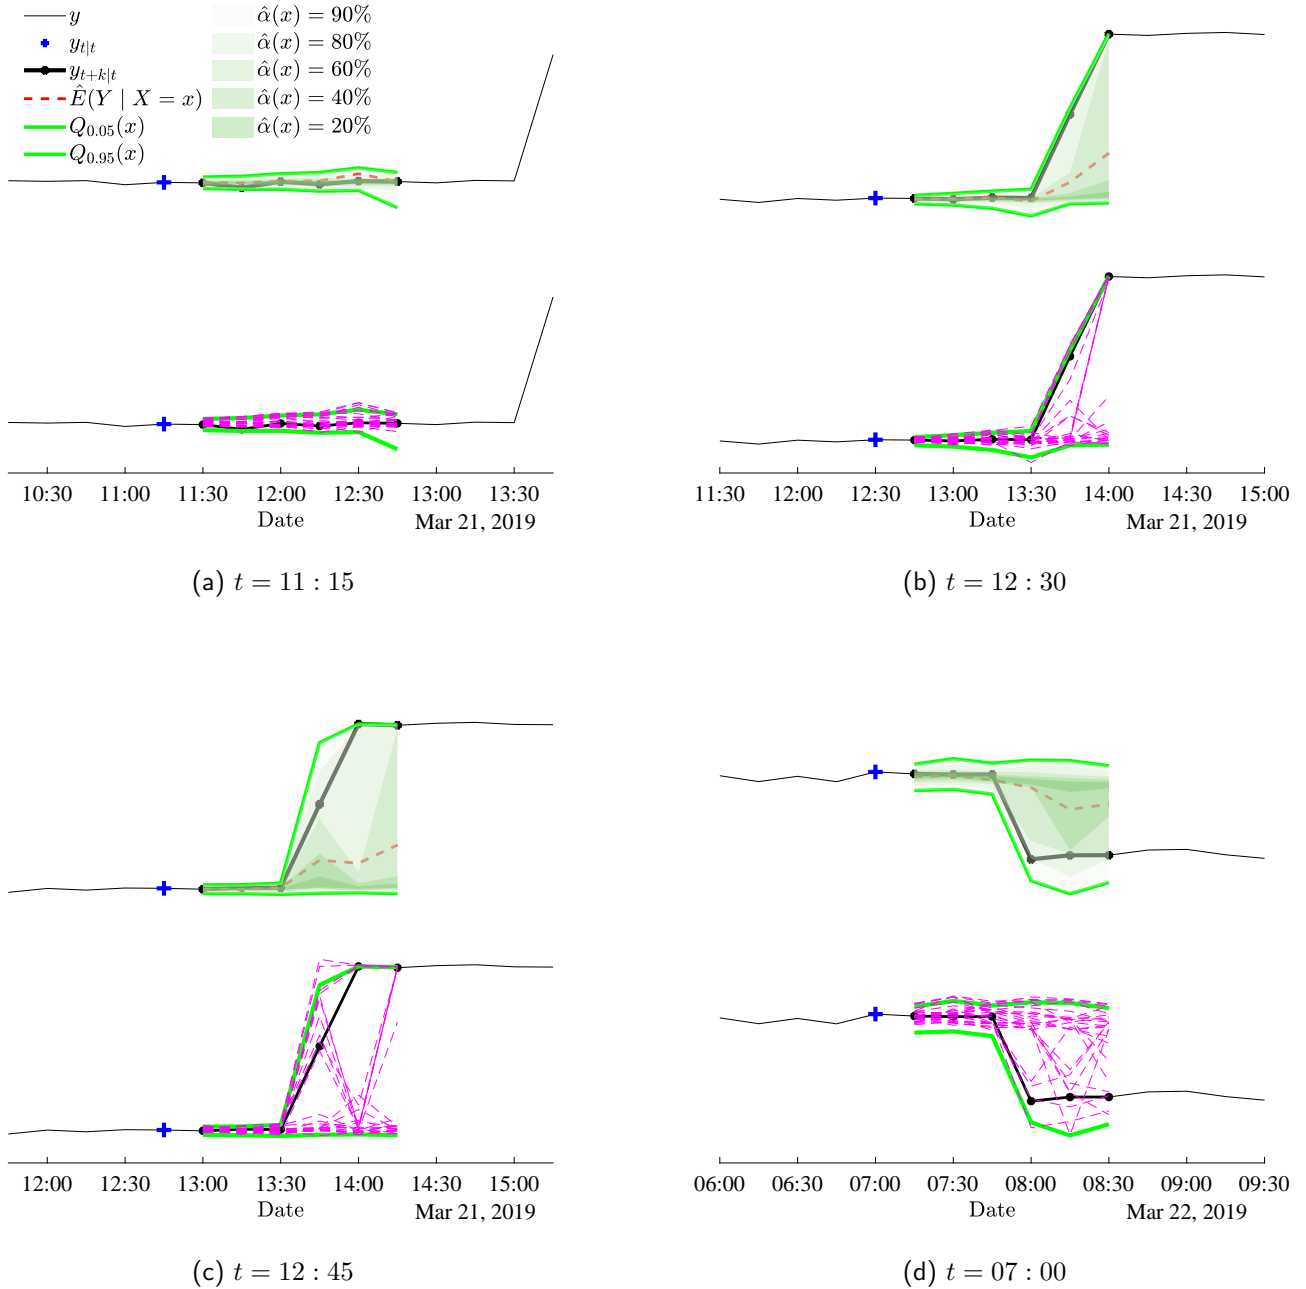 y
y_{t|t}
y_{t+k|t}
Ê(Y | X = x)
Q_{0.05}(x)
Q_{0.95}(x)
α̂(x) = 90%
α̂(x) = 80%
α̂(x) = 60%
α̂(x) = 40%
α̂(x) = 20%
10:30 11:00 11:30 12:00 12:30 13:00 13:30
Date
Mar 21, 2019
(a) t = 11 : 15
11:30 12:00 12:30 13:00 13:30 14:00 14:30 15:00
Date
Mar 21, 2019
(b) t = 12 : 30
12:00 12:30 13:00 13:30 14:00 14:30 15:00
Date
Mar 21, 2019
(c) t = 12 : 45
06:00 06:30 07:00 07:30 08:00 08:30 09:00 09:30
Date
Mar 22, 2019
(d) t = 07 : 00